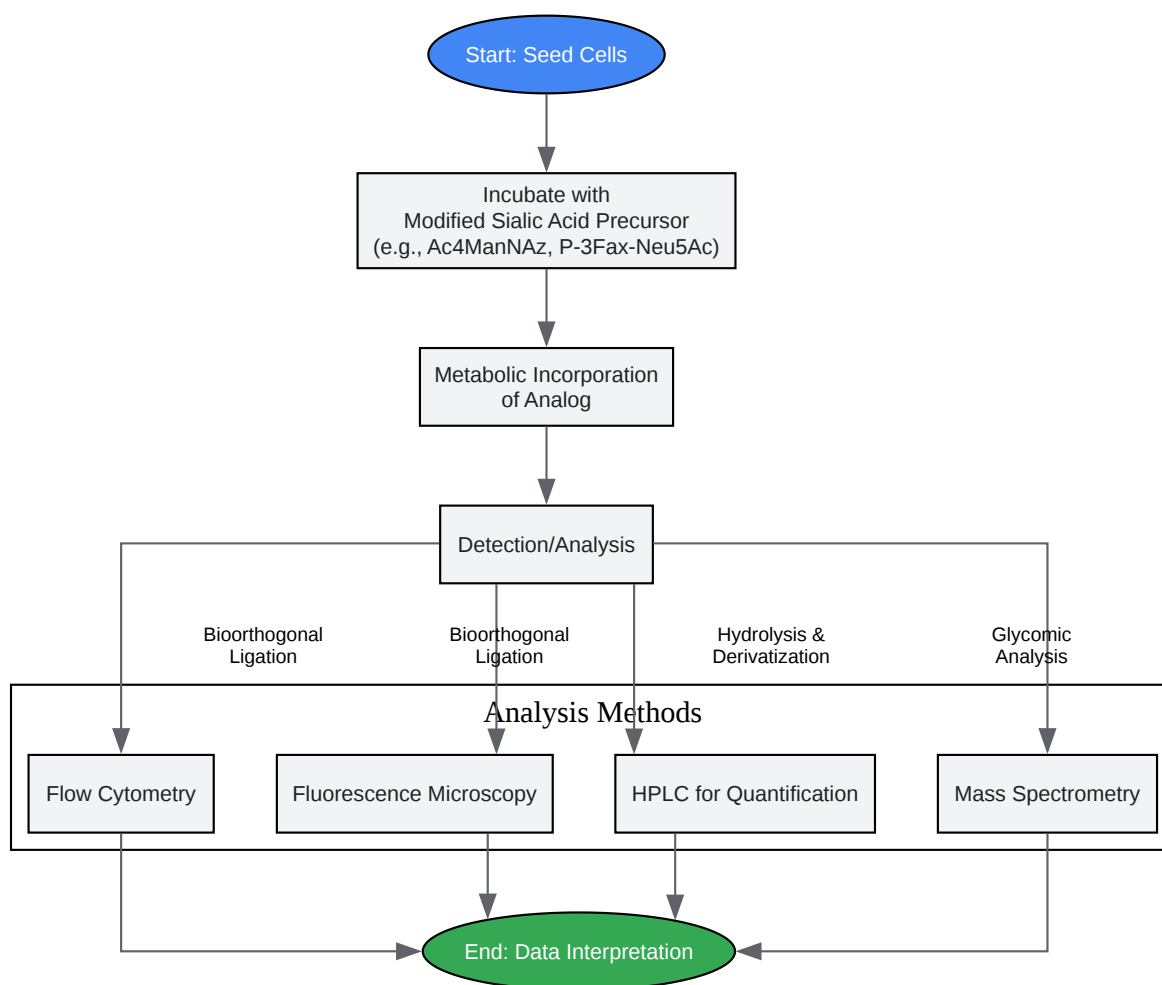 Start: Seed Cells
Incubate with
Modified Sialic Acid Precursor
(e.g., Ac4ManNAz, P-3Fax-Neu5Ac)
Metabolic Incorporation
of Analog
Detection/Analysis
Bioorthogonal
Ligation
Bioorthogonal
Ligation
Hydrolysis &
Derivatization
Glycomic
Analysis
Analysis Methods
Flow Cytometry
Fluorescence Microscopy
HPLC for Quantification
Mass Spectrometry
End: Data Interpretation